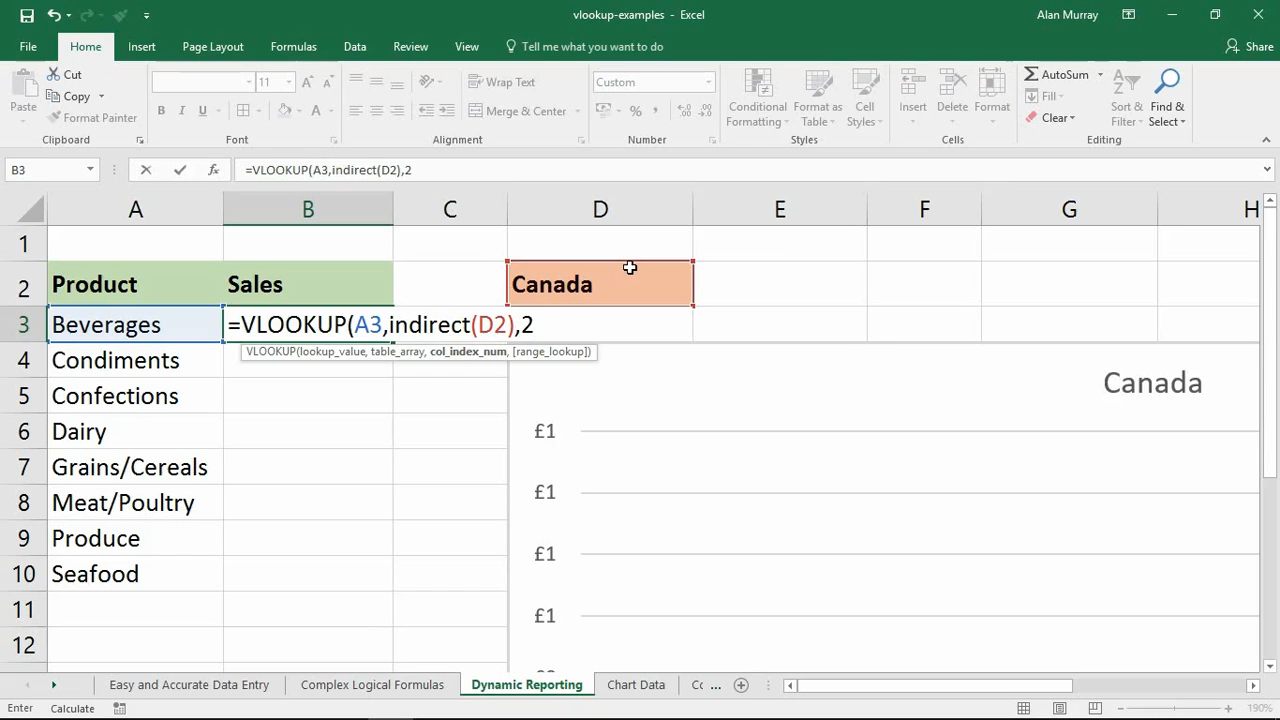 vlookup-examples - Excel
Alan Murray
File Home Insert Page Layout Formulas Data Review View Tell me what you want to do Share
Paste
Cut
Copy
Format Painter
Clipboard
11 A A
B I U A
Font
Wrap Text
Merge & Center
Alignment
Custom
% ,
Number
Conditional Formatting
Format as Table
Cell Styles
Styles
Insert
Delete
Format
Cells
AutoSum
Fill
Clear
Sort & Filter
Find & Select
Editing
B3 fx =VLOOKUP(A3,indirect(D2),2
A B C D E F G H
1
2 Product Sales Canada
3 Beverages =VLOOKUP(A3,indirect(D2),2
VLOOKUP(lookup_value, table_array, col_index_num, [range_lookup])
4 Condiments
Canada
5 Confections
£1
6 Dairy
7 Grains/Cereals
£1
8 Meat/Poultry
9 Produce
£1
10 Seafood
11
£1
12
Easy and Accurate Data Entry Complex Logical Formulas Dynamic Reporting Chart Data Cc ...
Enter Calculate 190%